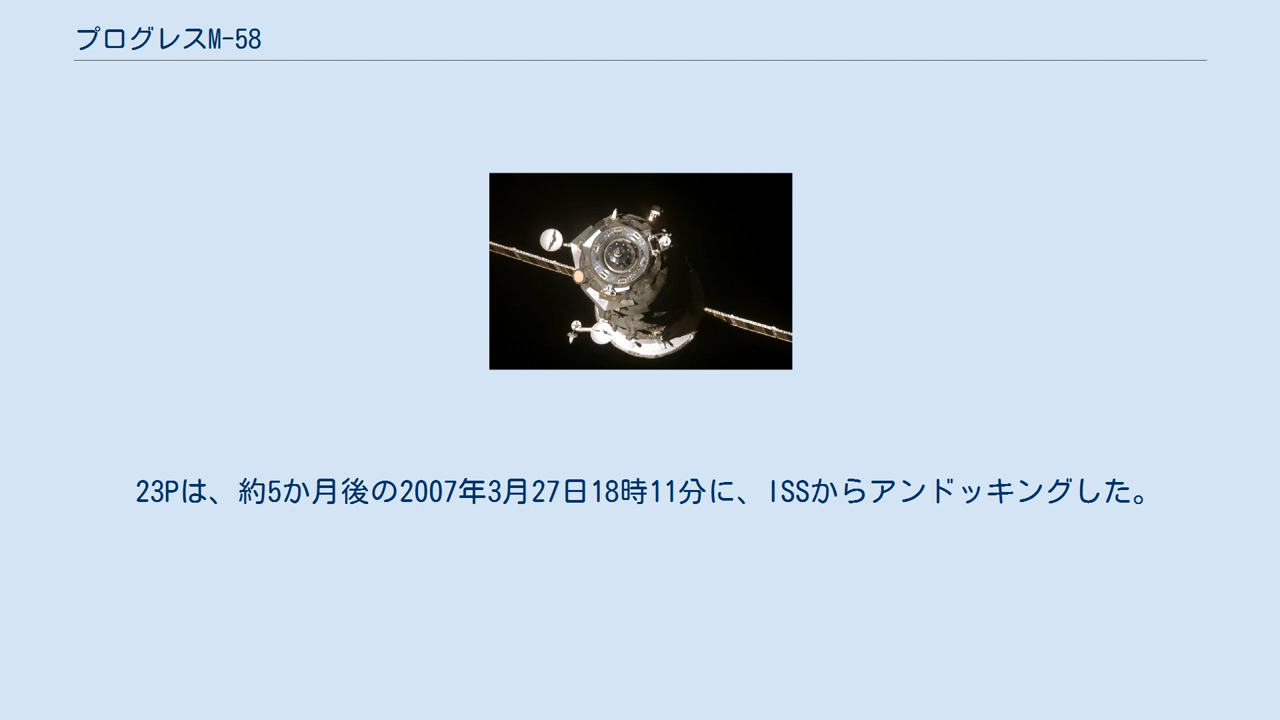 プログレスM-58
23Pは、約5か月後の2007年3月27日18時11分に、ISSからアンドッキングした。